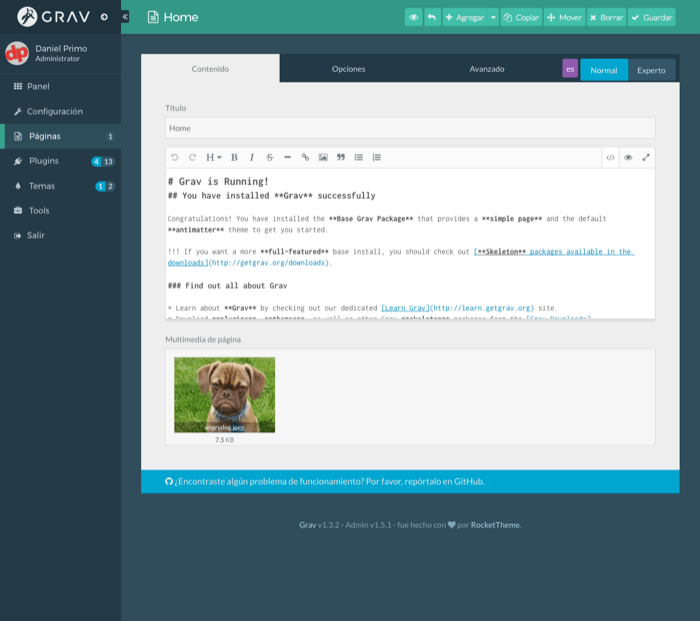 GRAV
Home
Agregar
Copiar
Mover
Borrar
Guardar
dp
Daniel Primo
Administrator
Panel
Configuración
Páginas 1
Plugins 4 13
Temas 1 2
Tools
Salir
Contenido
Opciones
Avanzado
es
Normal
Experto
Título
Home
H B I S
# Grav is Running!
## You have installed **Grav** successfully
Congratulations! You have installed the **Base Grav Package** that provides a **simple page** and the default
**antimatter** theme to get you started.
!!! If you want a more **full-featured** base install, you should check out [**Skeleton** packages available in the
downloads](http://getgrav.org/downloads).
### Find out all about Grav
* Learn about **Grav** by checking out our dedicated [Learn Grav](http://learn.getgrav.org) site.
Multimedia de página
angrydog.jpeg
7.5 KB
¿Encontraste algún problema de funcionamiento? Por favor, repórtalo en GitHub.
Grav v1.3.2 - Admin v1.5.1 - fue hecho con por RocketTheme.